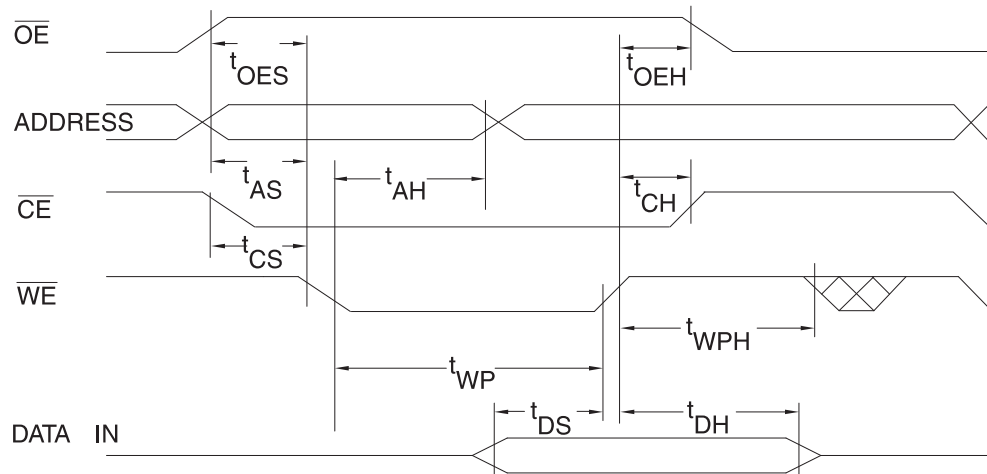 OE
tOES
tOEH
ADDRESS
tAS
tAH
tCH
CE
tCS
WE
tWPH
tWP
tDS
tDH
DATA IN